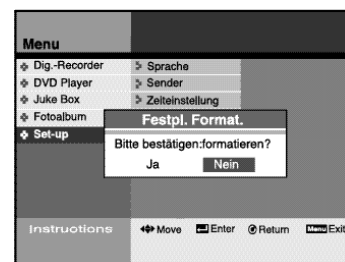 Menu
Dig.-Recorder
DVD Player
Juke Box
Fotoalbum
Set-up
Sprache
Sender
Zeiteinstellung
Festpl. Format.
Bitte bestätigen:formatieren?
Ja Nein
Instructions Move Enter Return Menu Exit